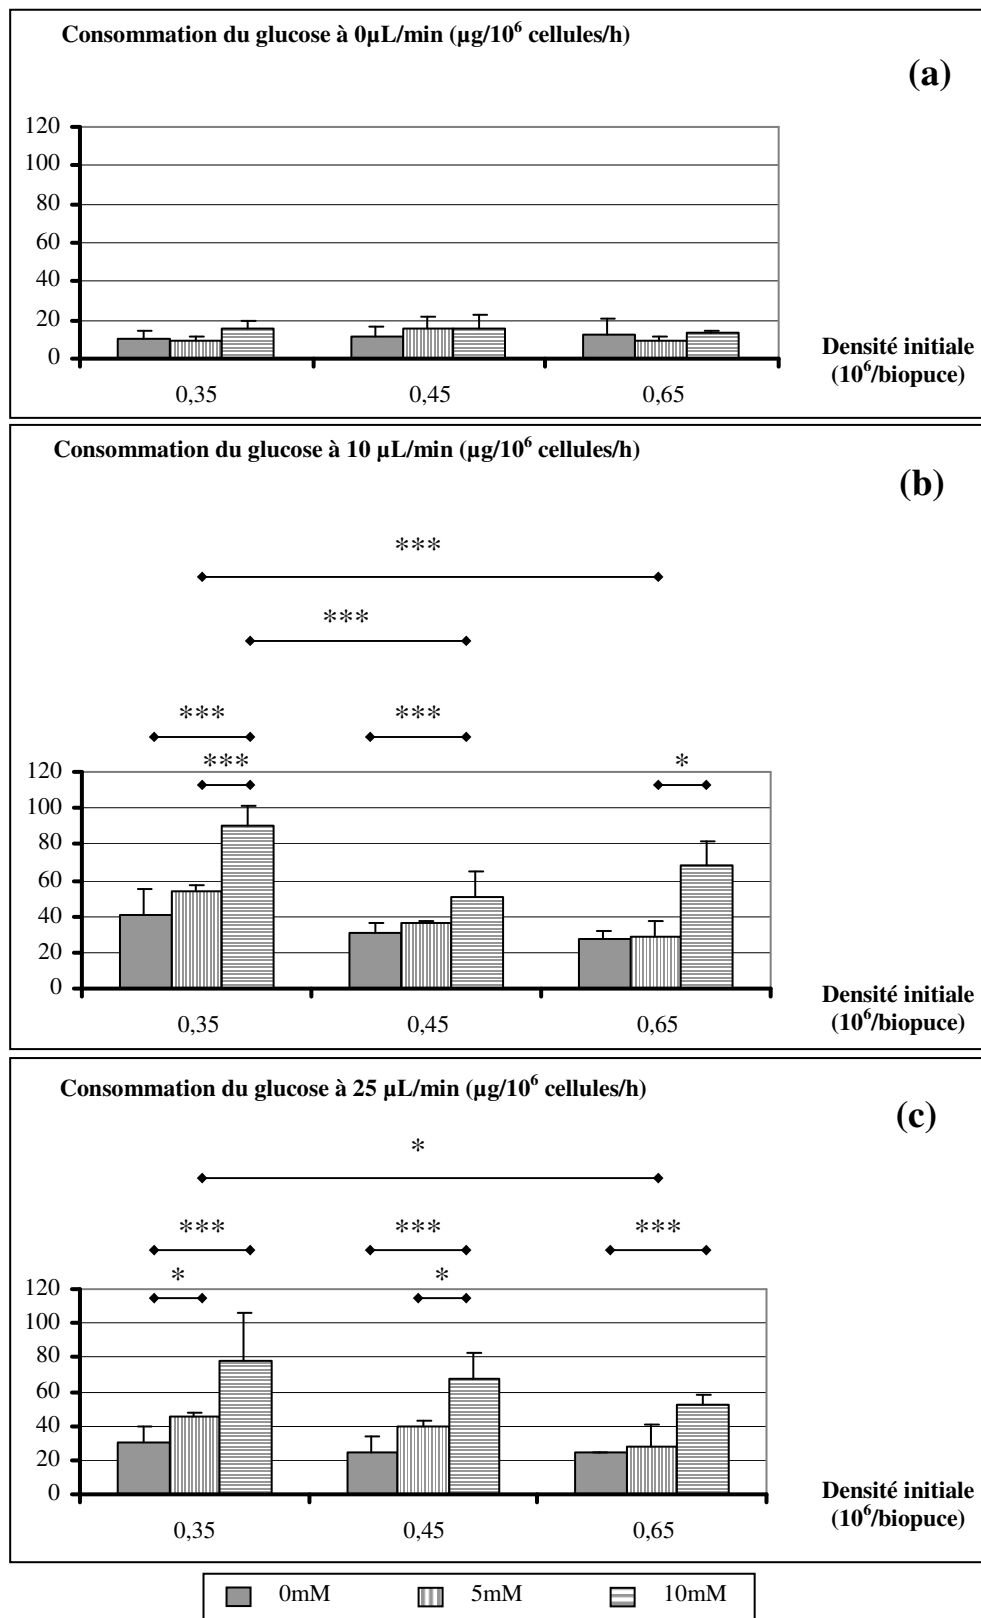 Consommation du glucose à 0µL/min (µg/10⁶ cellules/h)
(a)
120
100
80
60
40
20
0
0,35
0,45
0,65
Densité initiale
(10⁶/biopuce)
Consommation du glucose à 10 µL/min (µg/10⁶ cellules/h)
(b)
***
***
***
***
***
*
120
100
80
60
40
20
0
0,35
0,45
0,65
Densité initiale
(10⁶/biopuce)
Consommation du glucose à 25 µL/min (µg/10⁶ cellules/h)
(c)
*
***
***
***
*
*
120
100
80
60
40
20
0
0,35
0,45
0,65
Densité initiale
(10⁶/biopuce)
0mM
5mM
10mM